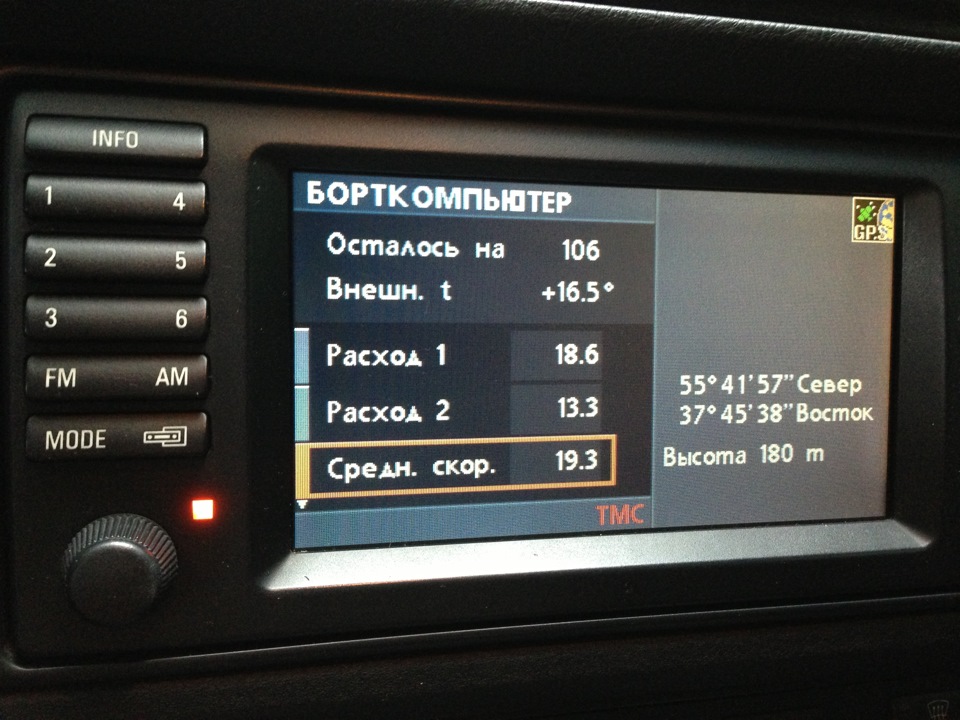 INFO
1 4
2 5
3 6
FM AM
MODE
БОРТКОМПЬЮТЕР
GPS
Осталось на 106
Внешн. t +16.5°
Расход 1 18.6
Расход 2 13.3
Средн. скор. 19.3
55°41'57"Север
37°45'38"Восток
Высота 180 m
TMC